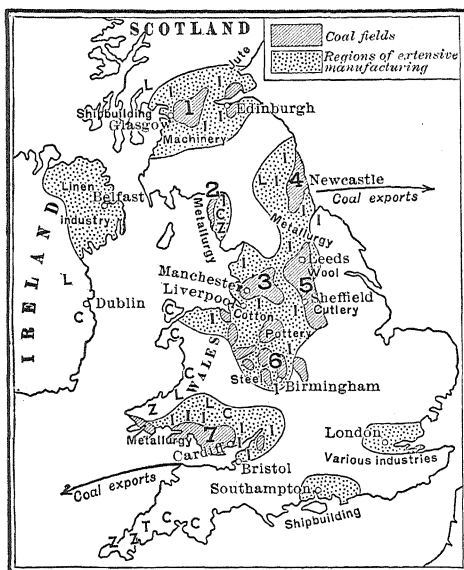 SCOTLAND
Coal fields
Regions of extensive
manufacturing
Jute
L
I
I
I
Shipbuilding
1
Edinburgh
Glasgow
I
I
Machinery
I
I
L
4
Newcastle
Coal exports
Linen
Belfast
industry
2
C
Z
Metallurgy
I
Metallurgy
I
IRELAND
L
C
Dublin
Manchester
Liverpool
3
Leeds
Wool
5
Sheffield
Cutlery
Cotton
I
I
C
I
C
WALES
Pottery
I
I
6
Steel
I
I
Birmingham
C
L
Z
I
I
L
C
I
I
7
Metallurgy
Cardiff
I
Bristol
London
Various industries
Coal exports
Southampton
Shipbuilding
Z
Z
T
C
C